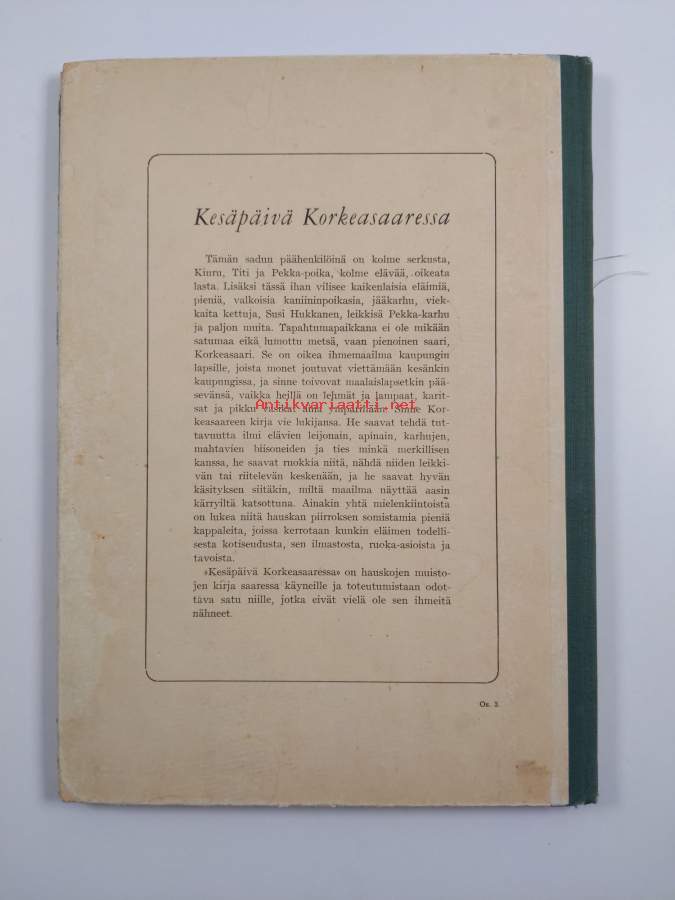 Kesäpäivä Korkeasaaressa
Tämän sadun päähenkilöinä on kolme serkusta,
Kiuru, Titi ja Pekka-poika, kolme elävää, oikeata
lasta. Lisäksi tässä ihan vilisee kaikenlaisia eläimiä,
pieniä, valkoisia kaniininpoikasia, jääkarhu, viek-
kaita kettuja, Susi Hukkanen, leikkisä Pekka-karhu
ja paljon muita. Tapahtumapaikkana ei ole mikään
satumaa eikä lumottu metsä, vaan pienoinen saari,
Korkeasaari. Se on oikea ihmemaailma kaupungin
lapsille, joista monet joutuvat viettämään kesänkin
kaupungissa, ja sinne toivovat maalaislapsetkin pää-
sevänsä, vaikka heillä on lehmät ja lampaat, karit-
sat ja pikku vasikat aina ympärillään. Sinne Kor-
Antikvariaatti.net
keasaareen kirja vie lukijansa. He saavat tehdä tut-
tavuutta ilmi elävien leijonain, apinain, karhujen,
mahtavien biisoneiden ja ties minkä merkillisen
kanssa, he saavat ruokkia niitä, nähdä niiden leikki-
vän tai riitelevän keskenään, ja he saavat hyvän
käsityksen siitäkin, miltä maailma näyttää aasin
kärryiltä katsottuna. Ainakin yhtä mielenkiintoista
on lukea niitä hauskan piirroksen somistamia pieniä
kappaleita, joissa kerrotaan kunkin eläimen todelli-
sesta kotiseudusta, sen ilmastosta, ruoka-asioista ja
tavoista.
»Kesäpäivä Korkeasaaressa» on hauskojen muisto-
jen kirja saaressa käyneille ja toteutumistaan odot-
tava satu niille, jotka eivät vielä ole sen ihmeitä
nähneet.
Oy. 3.